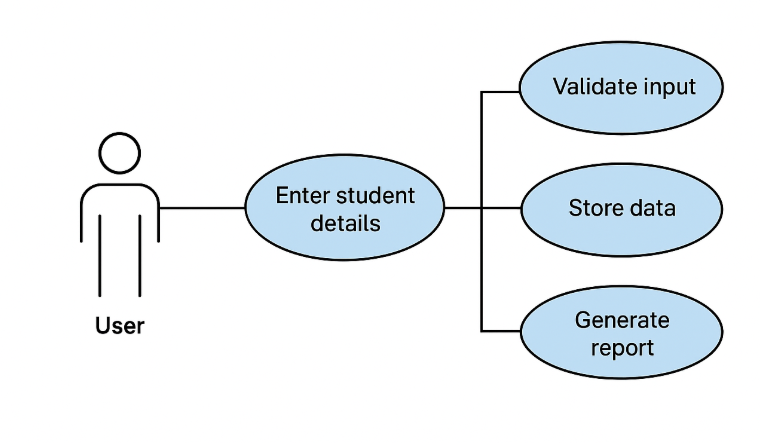 User
Enter student
details
Validate input
Store data
Generate
report